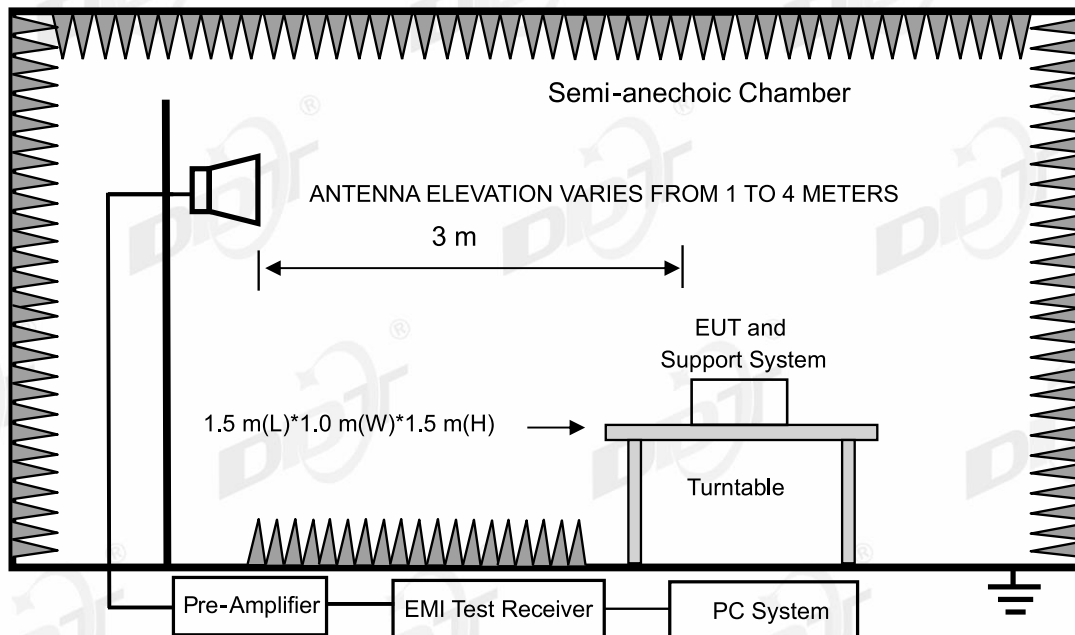 Semi-anechoic Chamber
ANTENNA ELEVATION VARIES FROM 1 TO 4 METERS
3 m
EUT and
Support System
1.5 m(L)*1.0 m(W)*1.5 m(H)
Turntable
Pre-Amplifier
EMI Test Receiver
PC System
DDT®